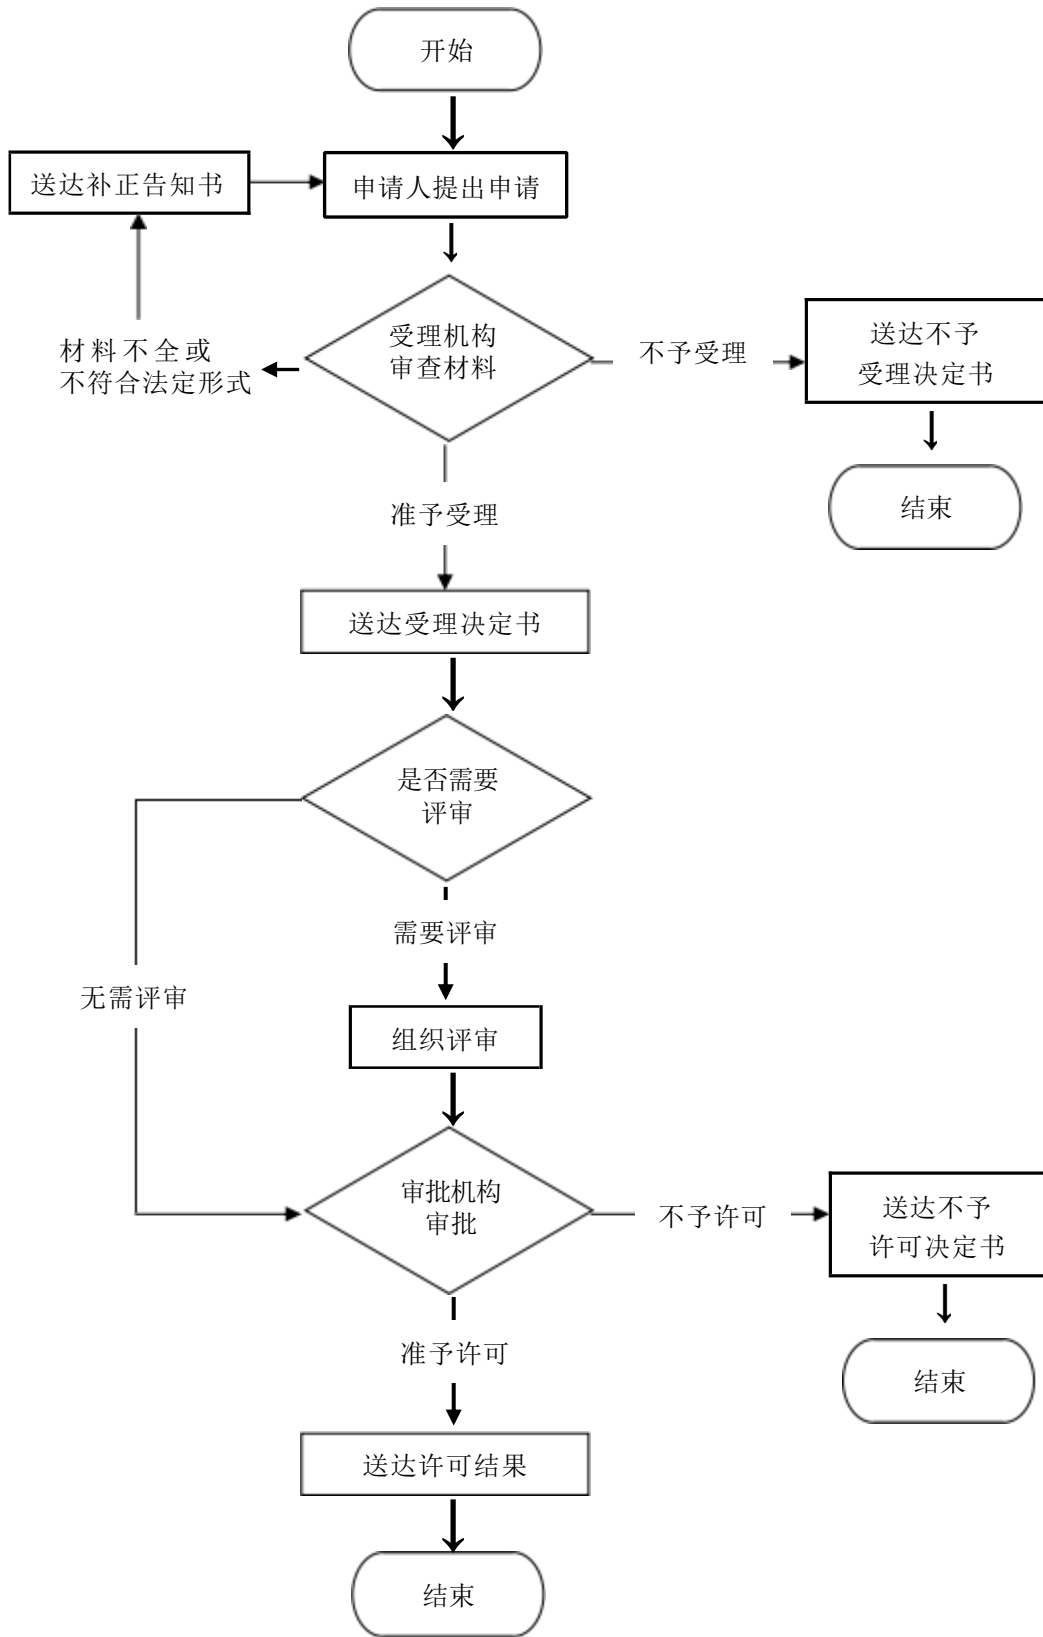 开始
送达补正告知书
申请人提出申请
受理机构
审查材料
材料不全或
不符合法定形式
不予受理
送达不予
受理决定书
结束
准予受理
送达受理决定书
是否需要
评审
需要评审
无需评审
组织评审
审批机构
审批
不予许可
送达不予
许可决定书
结束
准予许可
送达许可结果
结束